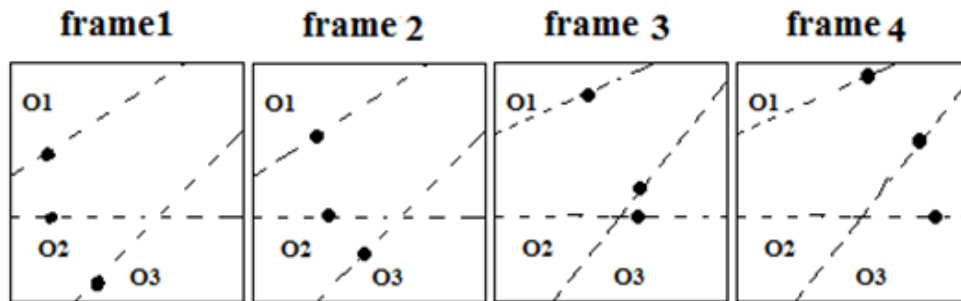 frame1 frame 2 frame 3 frame 4
O1 O1 O1 O1
O2 O3 O2 O3 O2 O3 O2 O3